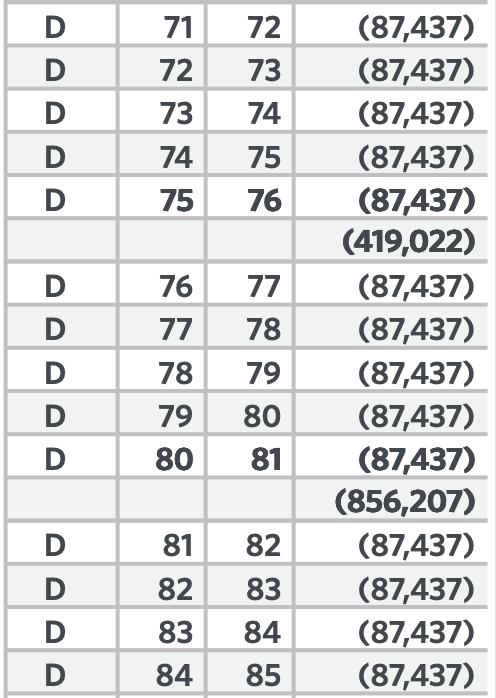 D 71 72 (87,437)
D 72 73 (87,437)
D 73 74 (87,437)
D 74 75 (87,437)
D 75 76 (87,437)
(419,022)
D 76 77 (87,437)
D 77 78 (87,437)
D 78 79 (87,437)
D 79 80 (87,437)
D 80 81 (87,437)
(856,207)
D 81 82 (87,437)
D 82 83 (87,437)
D 83 84 (87,437)
D 84 85 (87,437)